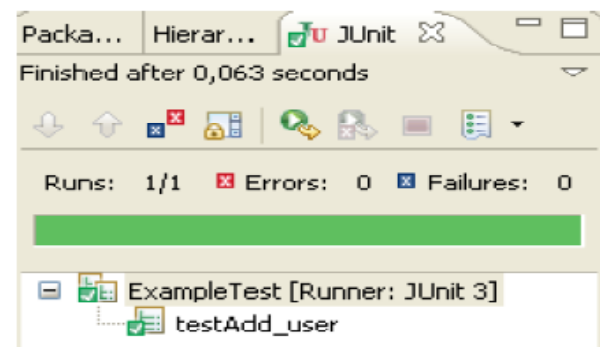 Packa... Hierar... JU JUnit
Finished after 0,063 seconds
Runs: 1/1 Errors: 0 Failures: 0
ExampleTest [Runner: JUnit 3]
testAdd_user